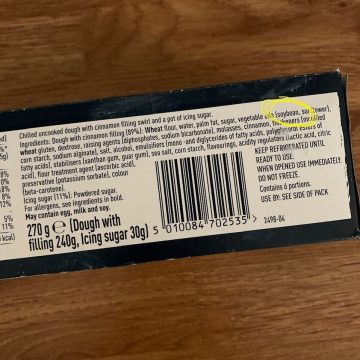 Chilled uncooked dough with cinnamon filling swirl and a pot of icing sugar.
Ingredients: Dough with cinnamon filling (89%): Wheat flour, water, palm fat, sugar, vegetable oils (soybean, sunflower),
wheat gluten, dextrose, raising agents (diphosphates, sodium bicarbonate), molasses, cinnamon, thickeners (modified
corn starch, sodium alginate), salt, alcohol, emulsifiers (mono- and diglycerides of fatty acids, polyglycerol esters of
fatty acids), stabilisers (xanthan gum, guar gum), sea salt, corn starch, flavourings, acidity regulators (lactic acid, citric
acid), flour treatment agent (ascorbic acid),
preservative (potassium sorbate), colour
(beta-carotene).
Icing sugar (11%): Powdered sugar.
For allergens, see ingredients in bold.
May contain egg, milk and soy.
270 g ℮ (Dough with
filling 240g, Icing sugar 30g)
5 010084 702535 >
KEEP REFRIGERATED UNTIL
READY TO USE.
WHEN OPENED USE IMMEDIATELY.
DO NOT FREEZE.
Contains 6 portions.
USE BY: SEE SIDE OF PACK
2498-04